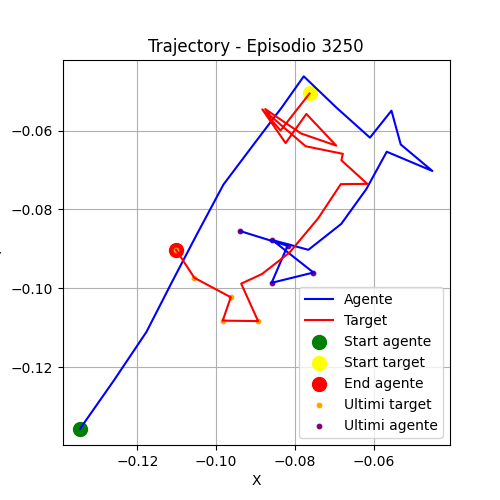 Trajectory - Episodio 3250
−0.06
−0.08
−0.10
−0.12
−0.12
−0.10
−0.08
−0.06
X
Agente
Target
Start agente
Start target
End agente
Ultimi target
Ultimi agente